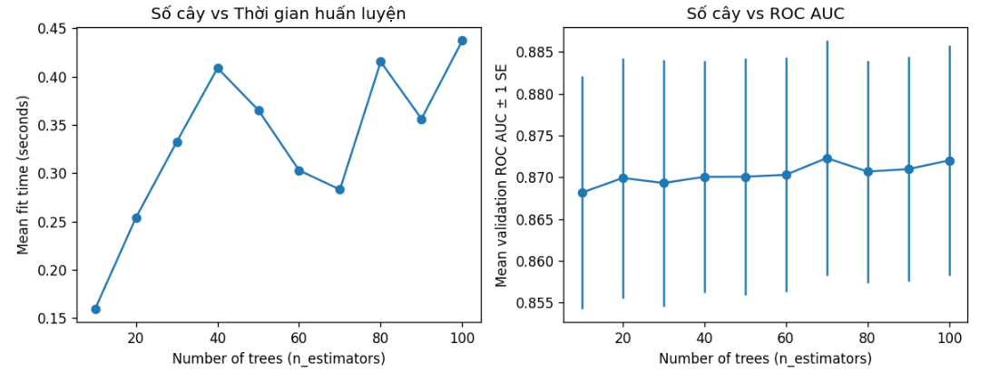 Số cây vs Thời gian huấn luyện
Mean fit time (seconds)
0.45
0.40
0.35
0.30
0.25
0.20
0.15
20 40 60 80 100
Number of trees (n_estimators)
Số cây vs ROC AUC
Mean validation ROC AUC ± 1 SE
0.885
0.880
0.875
0.870
0.865
0.860
0.855
20 40 60 80 100
Number of trees (n_estimators)